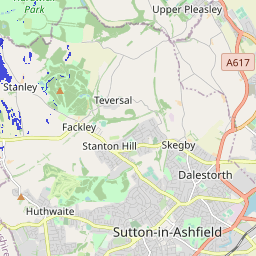 Park
Upper Pleasley
A617
Stanley
Teversal
Fackley
Stanton Hill
Skegby
Dalestorth
Huthwaite
Sutton-in-Ashfield